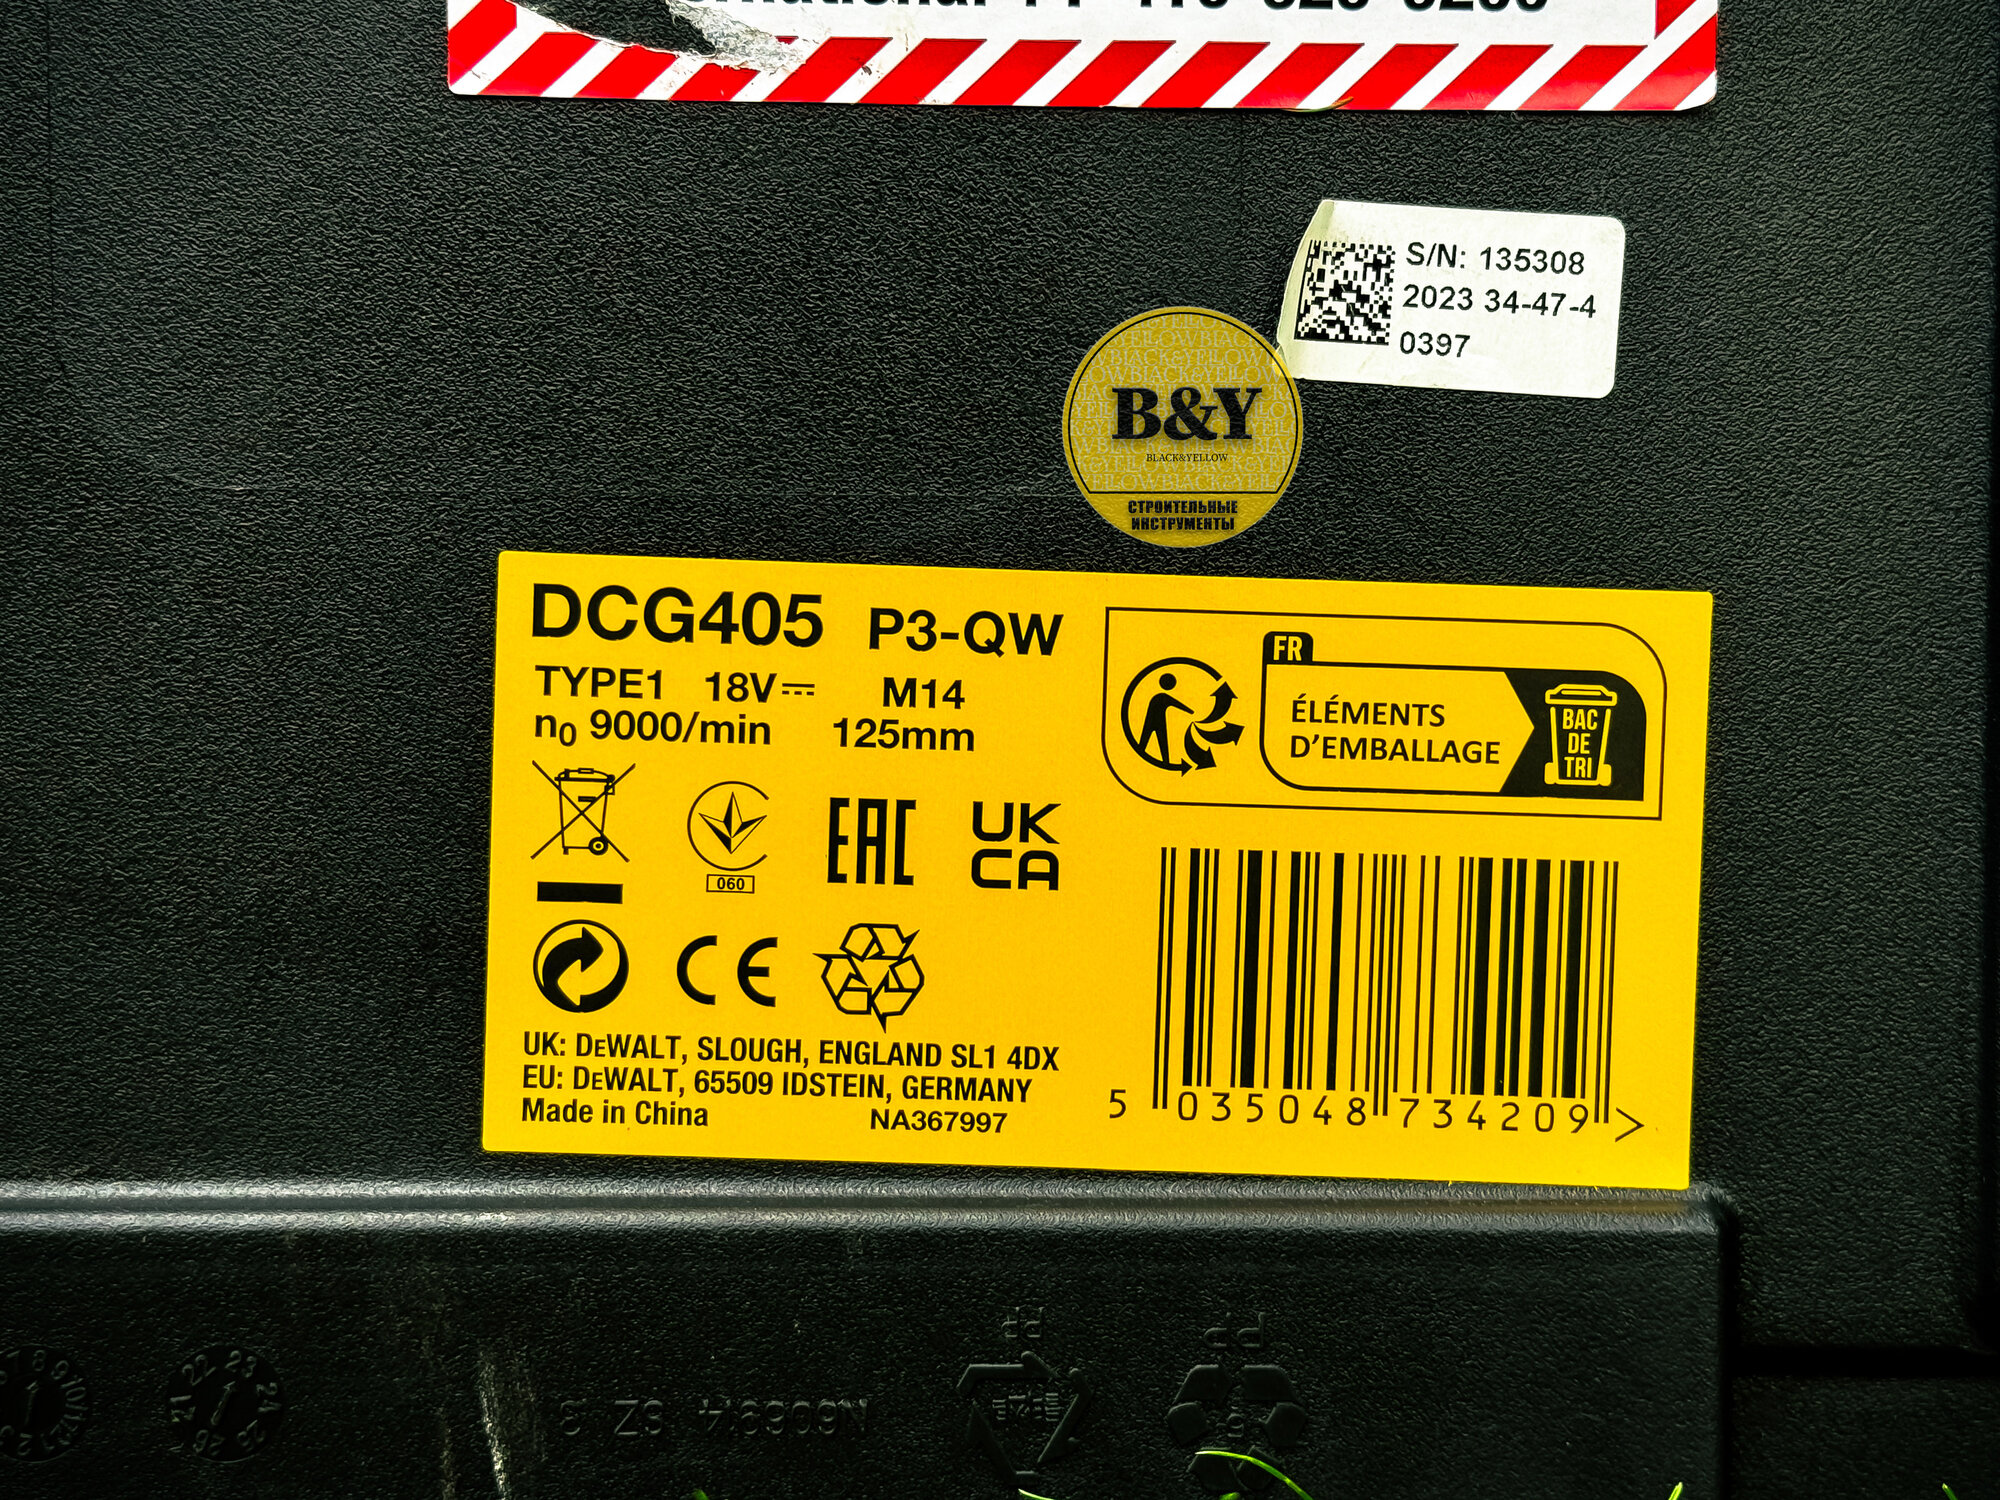 S/N: 135308
2023 34-47-4
0397
B&Y
BLACK&YELLOW
СТРОИТЕЛЬНЫЕ
ИНСТРУМЕНТЫ
DCG405 P3-QW
TYPE1 18V M14
n0 9000/min 125mm
FR
ÉLÉMENTS
D'EMBALLAGE
BAC
DE
TRI
060
EAC
UK
CA
CE
UK: DEWALT, SLOUGH, ENGLAND SL1 4DX
EU: DEWALT, 65509 IDSTEIN, GERMANY
Made in China NA367997
5 035048 734209 >
PP
PP